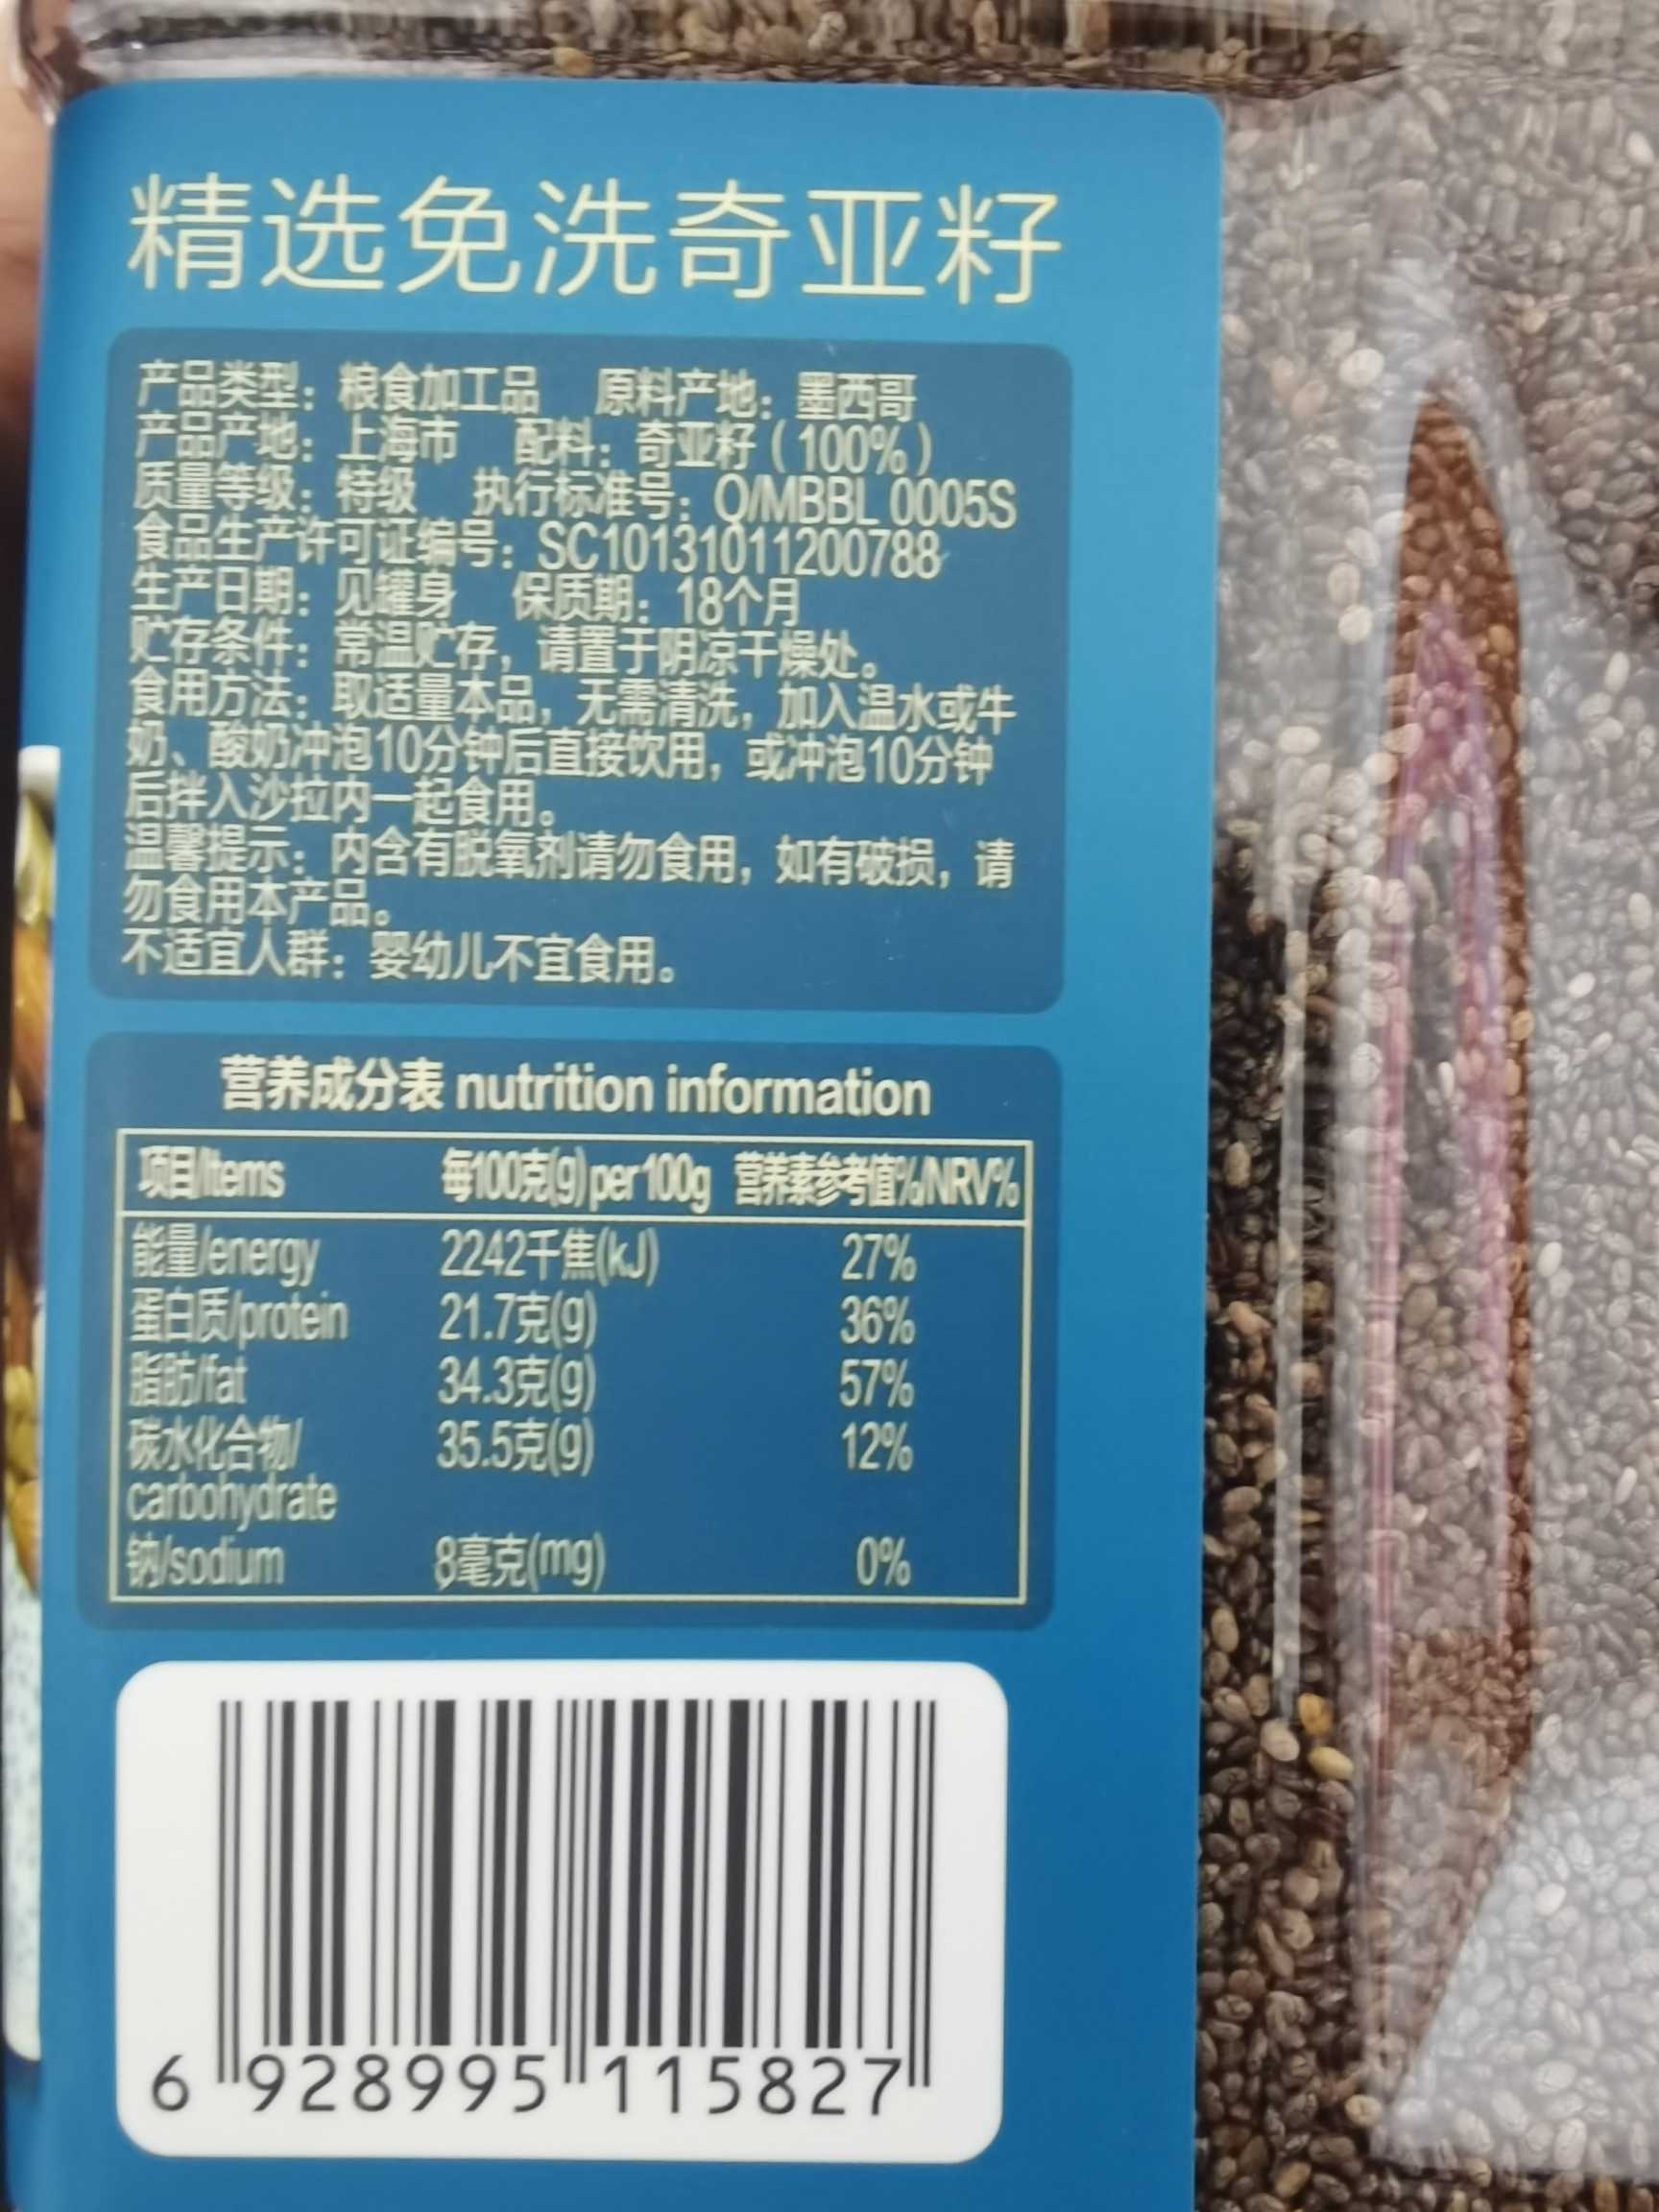 精选免洗奇亚籽
产品类型：粮食加工品 原料产地：墨西哥
产品产地：上海市 配料：奇亚籽（100%）
质量等级：特级 执行标准号：Q/MBBL 0005S
食品生产许可证编号：SC10131011200788
生产日期：见罐身 保质期：18个月
贮存条件：常温贮存，请置于阴凉干燥处。
食用方法：取适量本品，无需清洗，加入温水或牛
奶、酸奶冲泡10分钟后直接饮用，或冲泡10分钟
后拌入沙拉内一起食用。
温馨提示：内含有脱氧剂请勿食用，如有破损，请
勿食用本产品。
不适宜人群：婴幼儿不宜食用。
营养成分表 nutrition information
项目/Items 每100克(g) per 100g 营养素参考值%/NRV%
能量/energy 2242千焦(kJ) 27%
蛋白质/protein 21.7克(g) 36%
脂肪/fat 34.3克(g) 57%
碳水化合物/ 35.5克(g) 12%
carbohydrate
钠/sodium 8毫克(mg) 0%
6 928995 115827